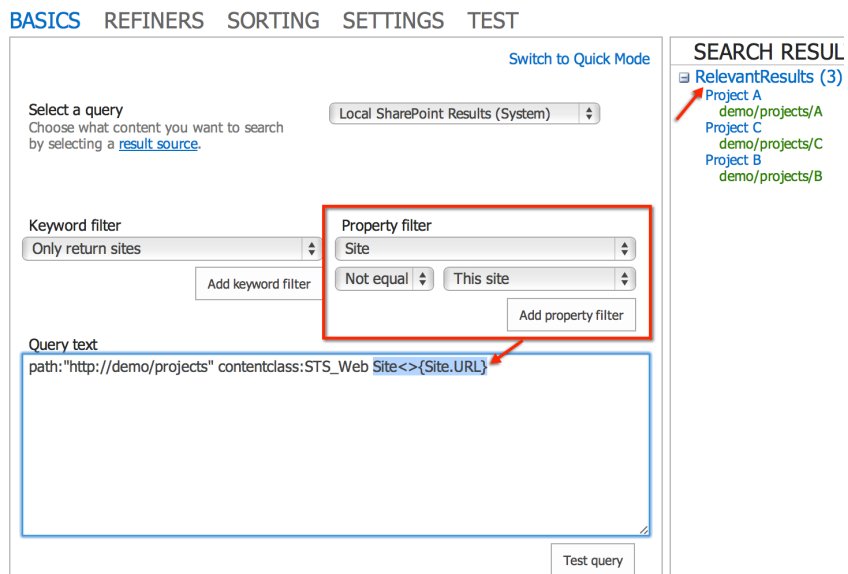 BASICS REFINERS SORTING SETTINGS TEST
Switch to Quick Mode
Select a query
Choose what content you want to search
by selecting a result source.
Local SharePoint Results (System)
Keyword filter
Only return sites
Add keyword filter
Property filter
Site
Not equal This site
Add property filter
Query text
path:"http://demo/projects" contentclass:STS_Web Site<>{Site.URL}
Test query
SEARCH RESUL
RelevantResults (3)
Project A
demo/projects/A
Project C
demo/projects/C
Project B
demo/projects/B